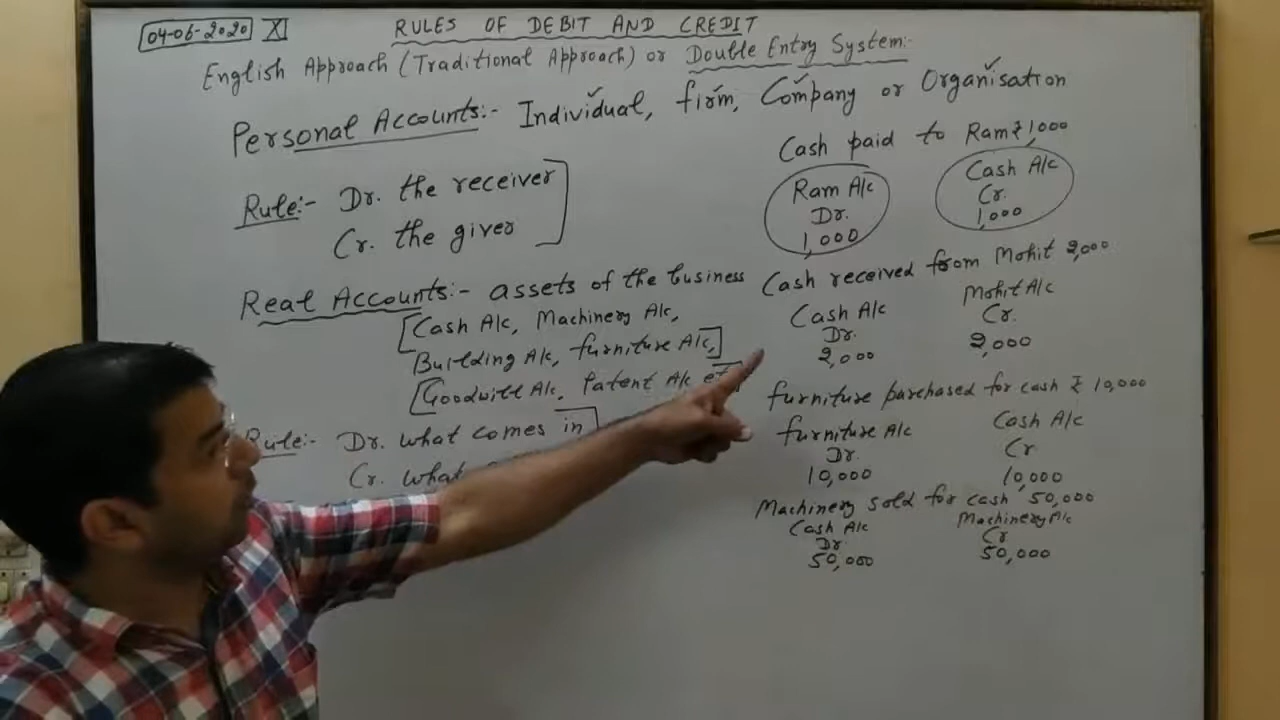 04-06-2020 XI
RULES OF DEBIT AND CREDIT
English Approach (Traditional Approach) or Double Entry System:-
Personal Accounts:- Individual, firm, Company or Organisation
Rule:- Dr. the receiver
Cr. the giver
Real Accounts:- assets of the business
[Cash A/c, Machinery A/c,
Building A/c, furniture A/c,]
[Goodwill A/c, Patent A/c
Rule:- Dr. what comes in
Cr. what
Cash paid to Ram ₹ 1,000
Ram A/c Cash A/c
Dr. Cr.
1,000 1,000
Cash received from Mohit 2,000
Cash A/c Mohit A/c
Dr. Cr.
2,000 2,000
furniture purchased for cash ₹ 10,000
furniture A/c Cash A/c
Dr. Cr.
10,000 10,000
Machinery sold for cash 50,000
Cash A/c Machinery A/c
Dr. Cr
50,000 50,000